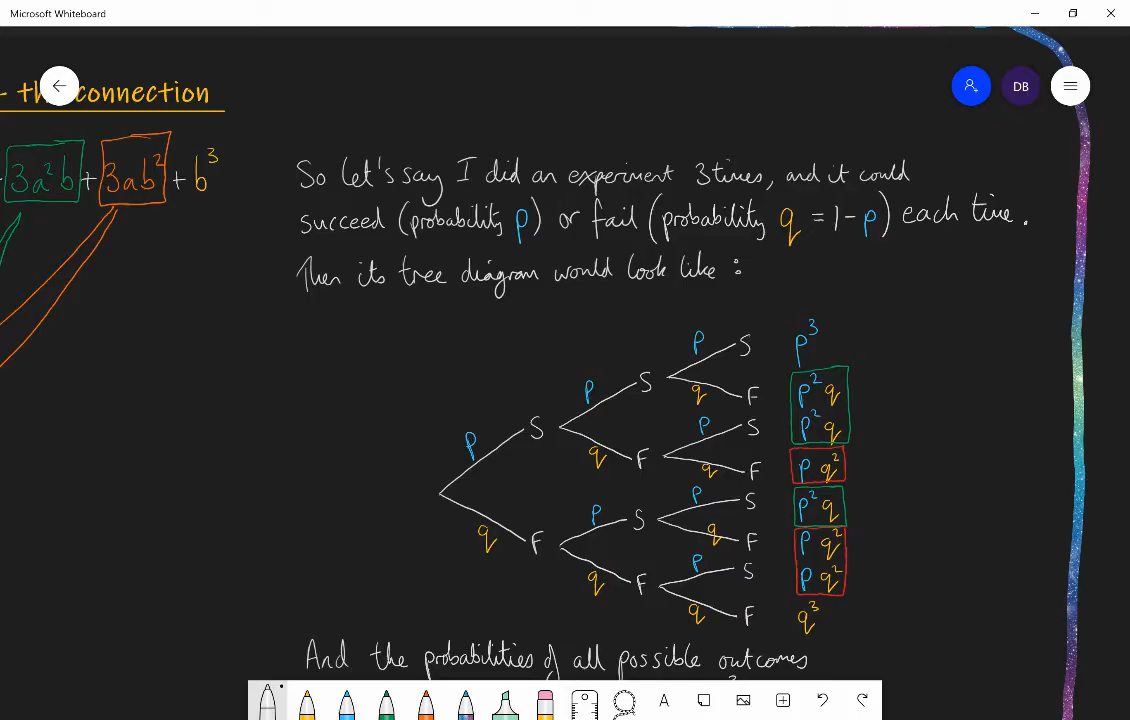 Microsoft Whiteboard
- the connection
DB
3a²b + 3ab² + b³
So let's say I did an experiment 3 times, and it could
succeed (probability p) or fail (probability q = 1 - p) each time.
Then its tree diagram would look like :
p S p³
p S
q F p²q
p S
p S p²q
q F
q F pq²
p S p²q
p S
q F
q F pq²
p S pq²
q F
q F q³
And the probabilities of all possible outcomes
A